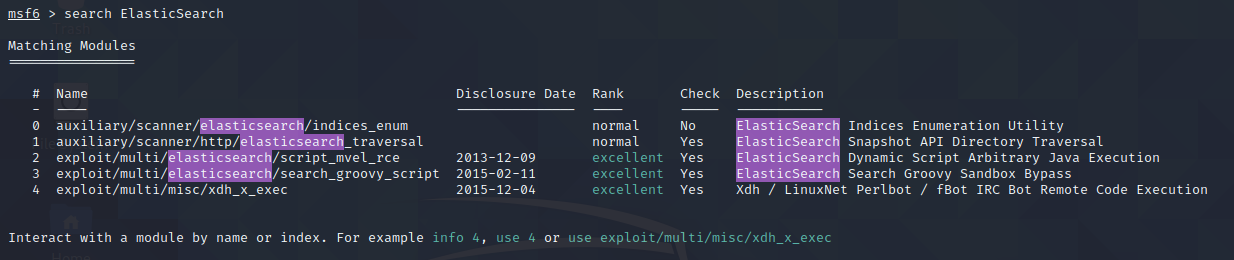 msf6 > search ElasticSearch
Matching Modules
================
# Name Disclosure Date Rank Check Description
- ---- --------------- ---- ----- -----------
0 auxiliary/scanner/elasticsearch/indices_enum normal No ElasticSearch Indices Enumeration Utility
1 auxiliary/scanner/http/elasticsearch_traversal normal Yes ElasticSearch Snapshot API Directory Traversal
2 exploit/multi/elasticsearch/script_mvel_rce 2013-12-09 excellent Yes ElasticSearch Dynamic Script Arbitrary Java Execution
3 exploit/multi/elasticsearch/search_groovy_script 2015-02-11 excellent Yes ElasticSearch Search Groovy Sandbox Bypass
4 exploit/multi/misc/xdh_x_exec 2015-12-04 excellent Yes Xdh / LinuxNet Perlbot / fBot IRC Bot Remote Code Execution
Interact with a module by name or index. For example info 4, use 4 or use exploit/multi/misc/xdh_x_exec